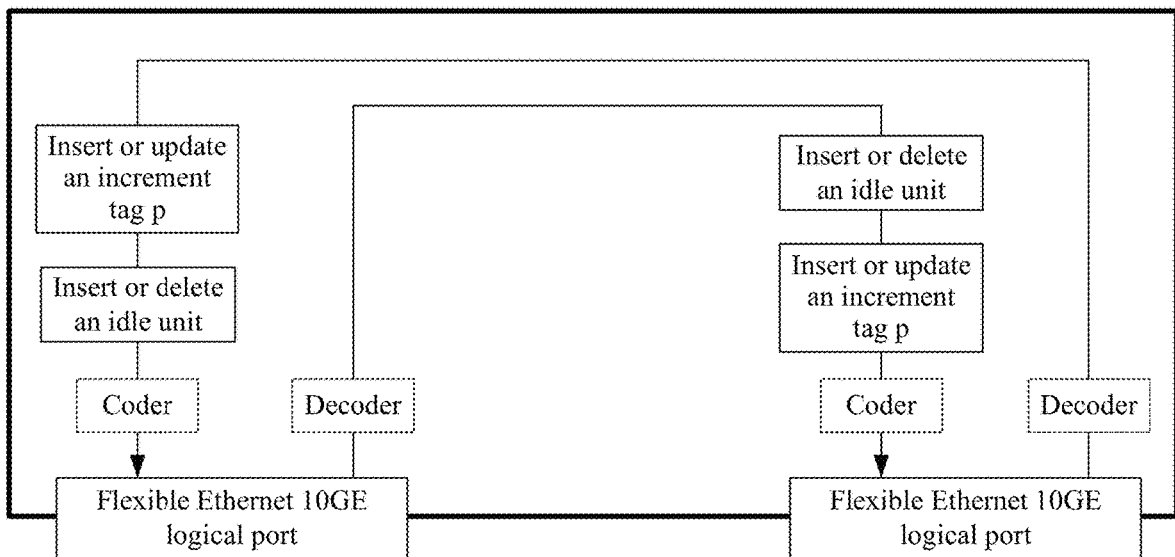 Insert or update
an increment
tag p
Insert or delete
an idle unit
Insert or delete
an idle unit
Insert or update
an increment
tag p
Coder
Decoder
Coder
Decoder
Flexible Ethernet 10GE
logical port
Flexible Ethernet 10GE
logical port